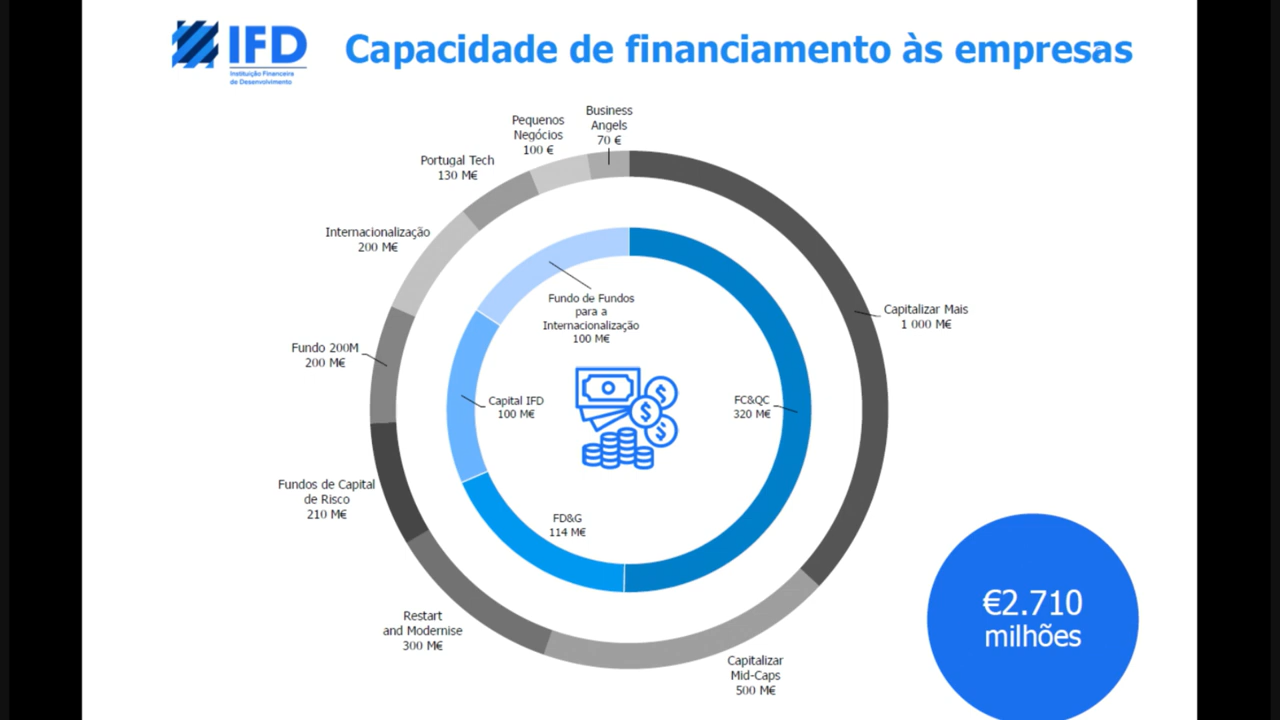 IFD
Instituição Financeira
de Desenvolvimento
Capacidade de financiamento às empresas
Business
Angels
70 €
Pequenos
Negócios
100 €
Portugal Tech
130 M€
Internacionalização
200 M€
Fundo 200M
200 M€
Fundos de Capital
de Risco
210 M€
Restart
and Modernise
300 M€
Capitalizar
Mid-Caps
500 M€
Capitalizar Mais
1 000 M€
Fundo de Fundos
para a
Internacionalização
100 M€
Capital IFD
100 M€
FC&QC
320 M€
FD&G
114 M€
€2.710
milhões